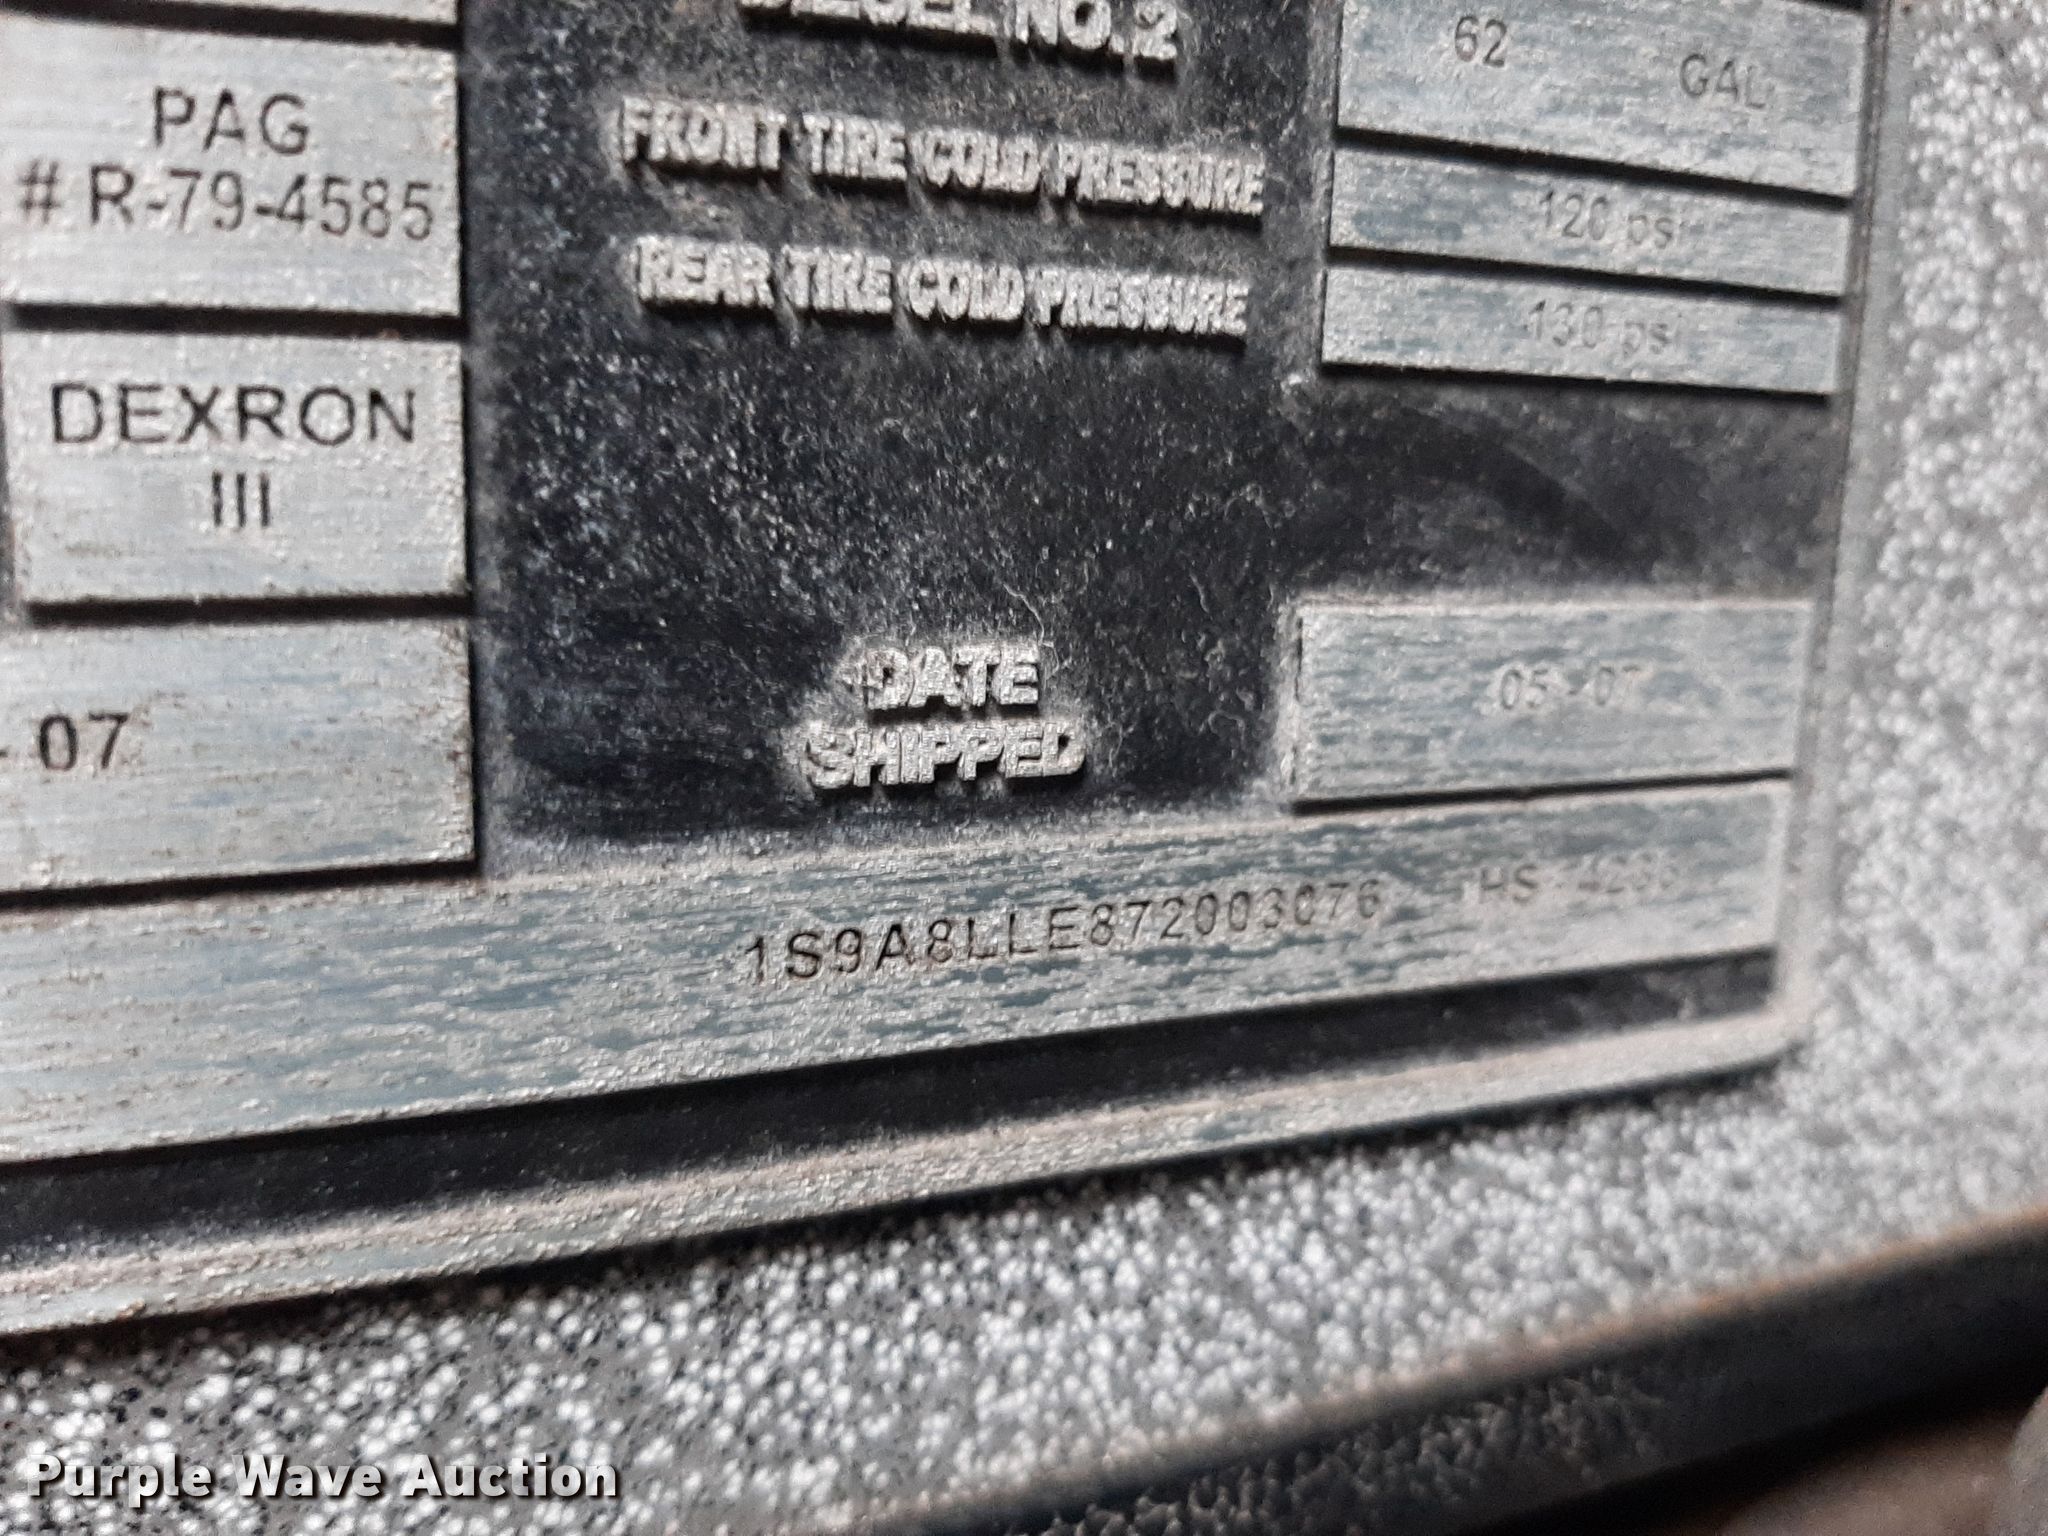 DIESEL NO. 2
62 GAL
PAG
# R-79-4585
FRONT TIRE COLD PRESSURE
120 psi
REAR TIRE COLD PRESSURE
130 psi
DEXRON
III
DATE
SHIPPED
05 - 07
- 07
1S9A8LLE872003076
HS
Purple Wave Auction